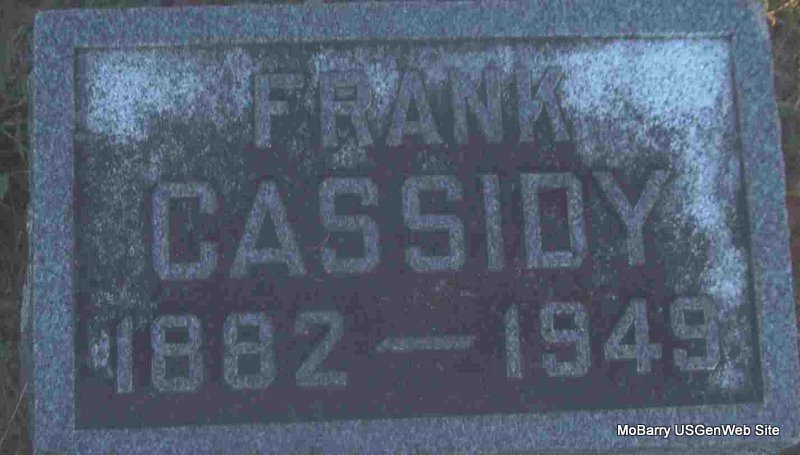 FRANK
CASSIDY
1882 — 1949
MoBarry USGenWeb Site